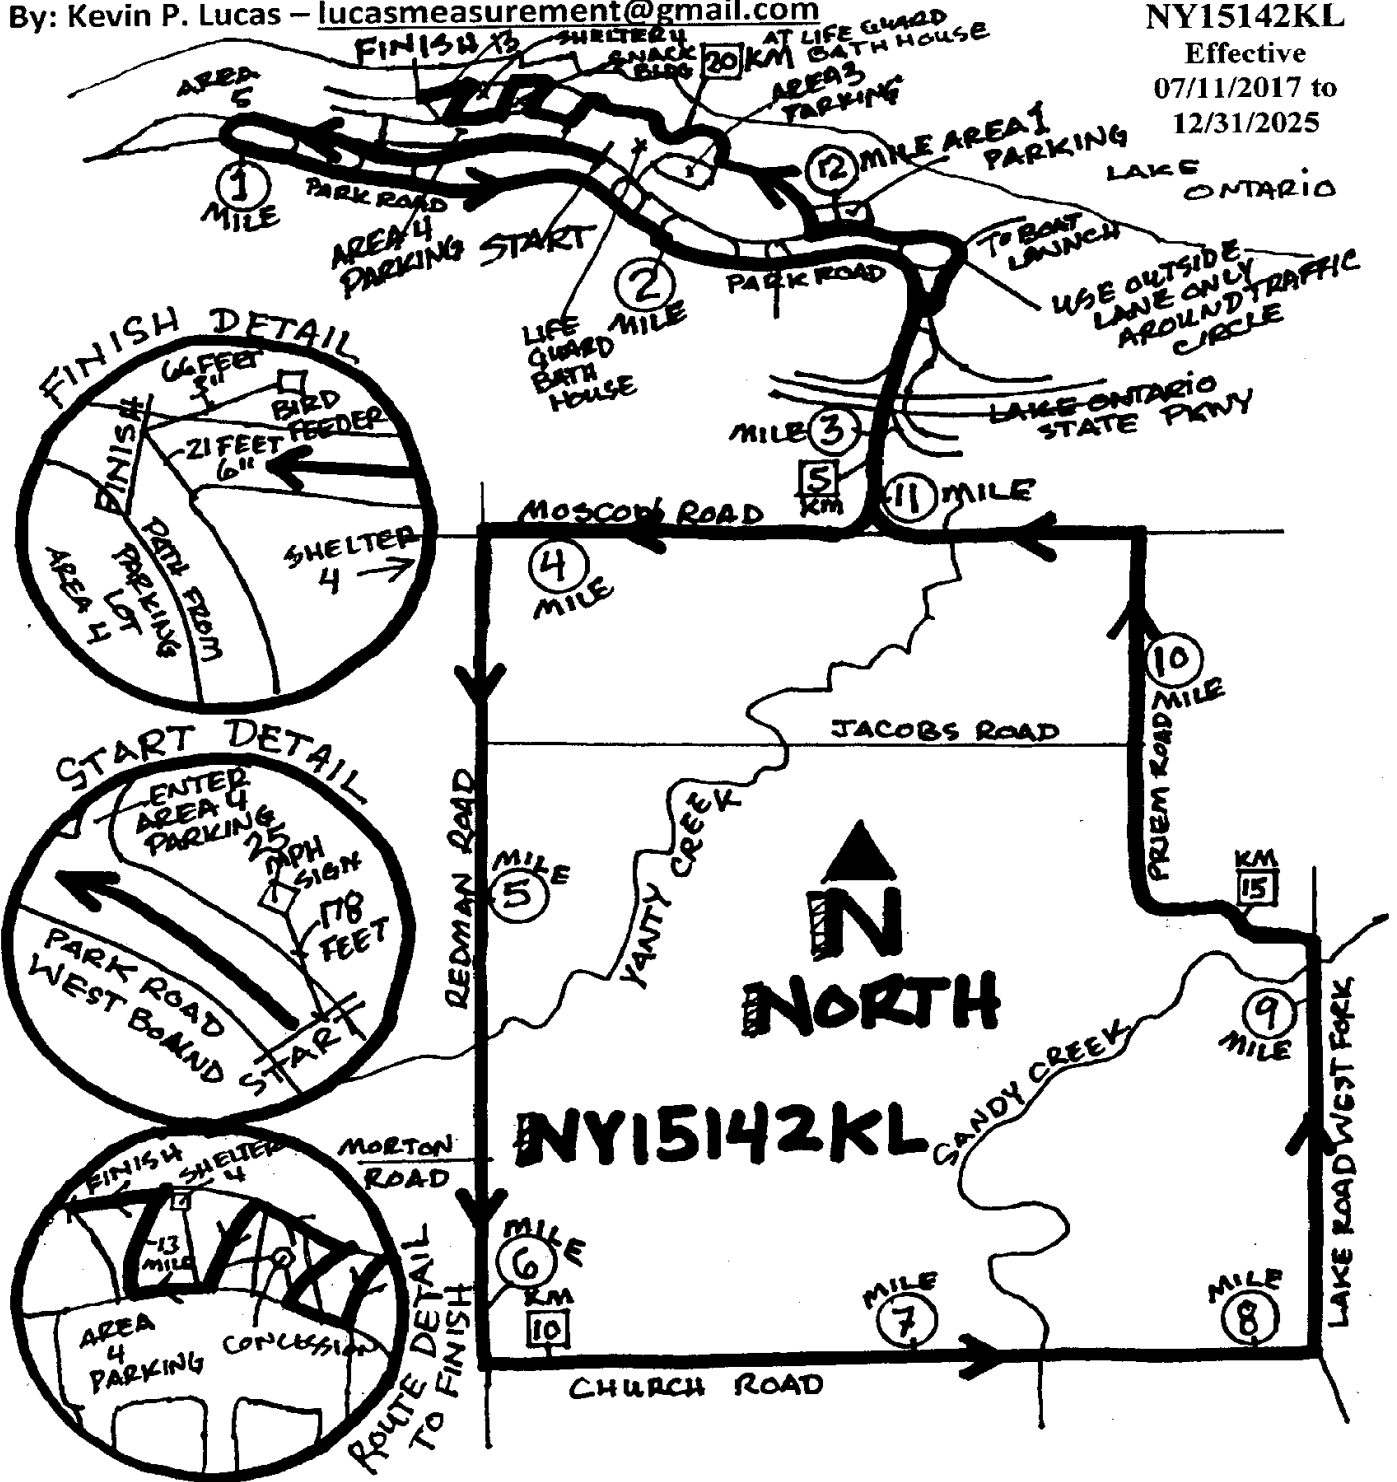 By: Kevin P. Lucas – lucasmeasurement@gmail.com
NY15142KL
Effective
07/11/2017 to
12/31/2025
FINISH 13
SHELTER 4
SNACK
BLDG
20 KM
AT LIFE GUARD
BATH HOUSE
AREA
5
AREA 3
PARKING
12 MILE
AREA 1
PARKING
LAKE
ONTARIO
1
MILE
PARK ROAD
AREA 4
PARKING
START
2
MILE
PARK ROAD
TO BOAT
LAUNCH
USE OUTSIDE
LANE ONLY
AROUND TRAFFIC
CIRCLE
LIFE
GUARD
BATH
HOUSE
LAKE ONTARIO
STATE PKWY
MILE 3
5
KM
11 MILE
MOSCOW ROAD
4
MILE
FINISH DETAIL
66 FEET
3"
BIRD
FEEDER
FINISH
21 FEET
6"
SHELTER
4
PATH FROM
PARKING
LOT
AREA 4
10
MILE
JACOBS ROAD
PRIEM ROAD
START DETAIL
ENTER
AREA 4
PARKING
25
MPH
SIGN
178
FEET
PARK ROAD
WEST BOUND
START
REDMAN ROAD
MILE
5
YANTY CREEK
KM
15
N
NORTH
9
MILE
LAKE ROAD WEST FORK
SANDY CREEK
NY15142KL
MORTON
ROAD
FINISH
SHELTER
4
13
MILE
AREA
4
PARKING
CONCESSION
ROUTE DETAIL
TO FINISH
MILE
6
KM
10
MILE
7
MILE
8
CHURCH ROAD